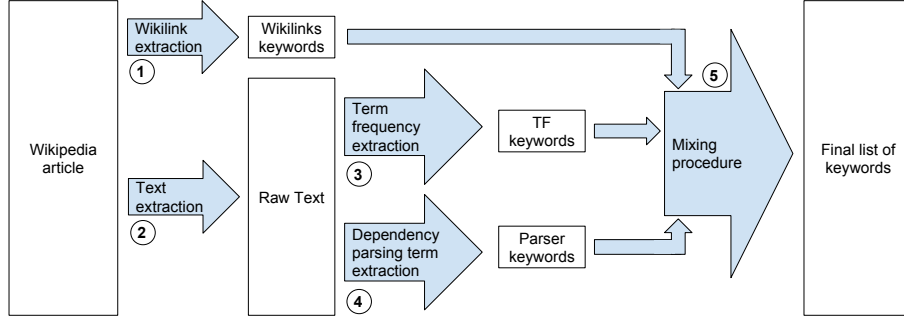 Wikipedia
article
Wikilink
extraction
1
Wikilinks
keywords
Text
extraction
2
Raw Text
Term
frequency
extraction
3
TF
keywords
Dependency
parsing term
extraction
4
Parser
keywords
5
Mixing
procedure
Final list of
keywords